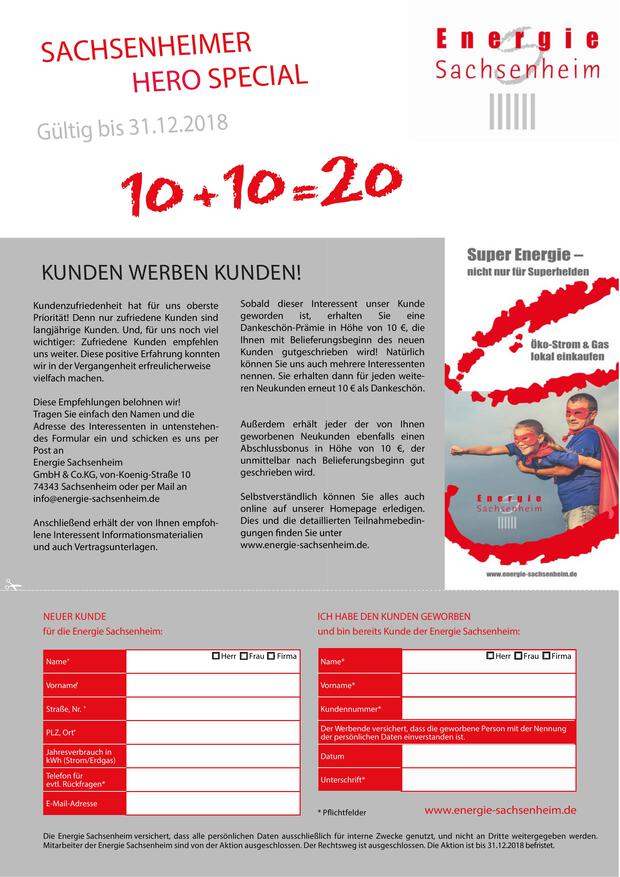 SACHSENHEIMER
HERO SPECIAL
Gültig bis 31.12.2018
Energie
Sachsenheim
10+10=20
KUNDEN WERBEN KUNDEN!
Kundenzufriedenheit hat für uns oberste
Priorität! Denn nur zufriedene Kunden sind
langjährige Kunden. Und, für uns noch viel
wichtiger: Zufriedene Kunden empfehlen
uns weiter. Diese positive Erfahrung konnten
wir in der Vergangenheit erfreulicherweise
vielfach machen.
Diese Empfehlungen belohnen wir!
Tragen Sie einfach den Namen und die
Adresse des Interessenten in untenstehen-
des Formular ein und schicken es uns per
Post an
Energie Sachsenheim
GmbH & Co.KG, von-Koenig-Straße 10
74343 Sachsenheim oder per Mail an
info@energie-sachsenheim.de
Anschließend erhält der von Ihnen empfoh-
lene Interessent Informationsmaterialien
und auch Vertragsunterlagen.
Sobald dieser Interessent unser Kunde
geworden ist, erhalten Sie eine
Dankeschön-Prämie in Höhe von 10 €, die
Ihnen mit Belieferungsbeginn des neuen
Kunden gutgeschrieben wird! Natürlich
können Sie uns auch mehrere Interessenten
nennen. Sie erhalten dann für jeden weite-
ren Neukunden erneut 10 € als Dankeschön.
Außerdem erhält jeder der von Ihnen
geworbenen Neukunden ebenfalls einen
Abschlussbonus in Höhe von 10 €, der
unmittelbar nach Belieferungsbeginn gut
geschrieben wird.
Selbstverständlich können Sie alles auch
online auf unserer Homepage erledigen.
Dies und die detaillierten Teilnahmebedin-
gungen finden Sie unter
www.energie-sachsenheim.de.
Super Energie –
nicht nur für Superhelden
Öko-Strom & Gas
lokal einkaufen
Energie
Sachsenheim
www.energie-sachsenheim.de
NEUER KUNDE
für die Energie Sachsenheim:
Name*
Herr Frau Firma
Vorname*
Straße, Nr. *
PLZ, Ort*
Jahresverbrauch in
kWh (Strom/Erdgas)
Telefon für
evtl. Rückfragen*
E-Mail-Adresse
ICH HABE DEN KUNDEN GEWORBEN
und bin bereits Kunde der Energie Sachsenheim:
Name*
Herr Frau Firma
Vorname*
Kundennummer*
Der Werbende versichert, dass die geworbene Person mit der Nennung
der persönlichen Daten einverstanden ist.
Datum
Unterschrift*
* Pflichtfelder
www.energie-sachsenheim.de
Die Energie Sachsenheim versichert, dass alle persönlichen Daten ausschließlich für interne Zwecke genutzt, und nicht an Dritte weitergegeben werden.
Mitarbeiter der Energie Sachsenheim sind von der Aktion ausgeschlossen. Der Rechtsweg ist ausgeschlossen. Die Aktion ist bis 31.12.2018 befristet.